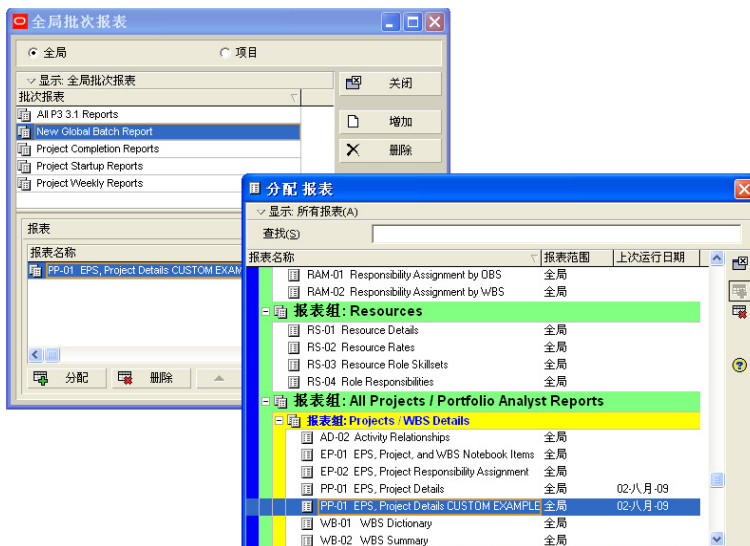 全局批次报表
全局
项目
显示: 全局批次报表
批次报表
All P3 3.1 Reports
New Global Batch Report
Project Completion Reports
Project Startup Reports
Project Weekly Reports
关闭
增加
删除
报表
报表名称
PP-01 EPS, Project Details CUSTOM EXAM
分配
删除
分配 报表
显示: 所有报表(A)
查找(S)
报表名称 报表范围 上次运行日期
RAM-01 Responsibility Assignment by OBS 全局
RAM-02 Responsibility Assignment by WBS 全局
报表组: Resources
RS-01 Resource Details 全局
RS-02 Resource Rates 全局
RS-03 Resource Role Skillsets 全局
RS-04 Role Responsibilities 全局
报表组: All Projects / Portfolio Analyst Reports
报表组: Projects / WBS Details
AD-02 Activity Relationships 全局
EP-01 EPS, Project, and WBS Notebook Items 全局
EP-02 EPS, Project Responsibility Assignment 全局
PP-01 EPS, Project Details 全局 02-八月-09
PP-01 EPS, Project Details CUSTOM EXAMPLE 全局 02-八月-09
WB-01 WBS Dictionary 全局
WB-02 WBS Summary 全局